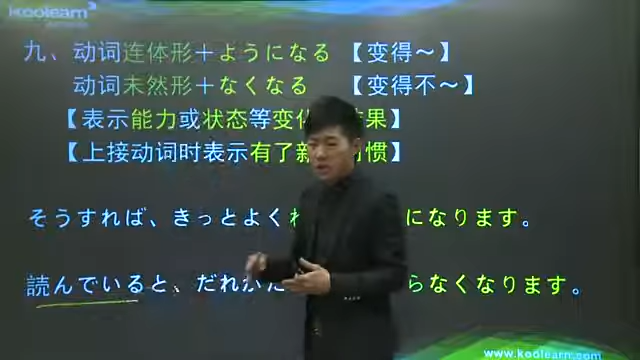 koolearn
九、动词连体形＋ようになる 【变得～】
动词未然形＋なくなる 【变得不～】
【表示能力或状态等变 果】
【上接动词时表示有了新 惯】
そうすれば、きっとよく になります。
読んでいると、だれか らなくなります。
www.koolearn.com